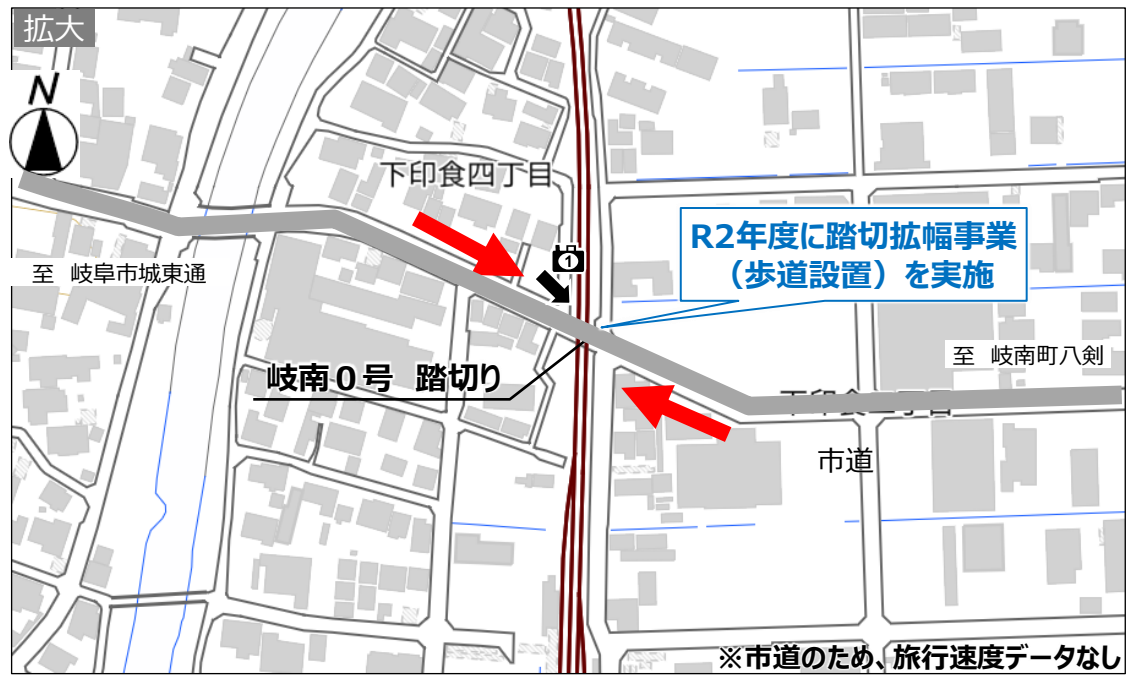 拡大
N
下印食四丁目
R2年度に踏切拡幅事業
（歩道設置）を実施
1
至 岐阜市城東通
至 岐南町八剣
岐南０号 踏切り
市道
※市道のため、旅行速度データなし